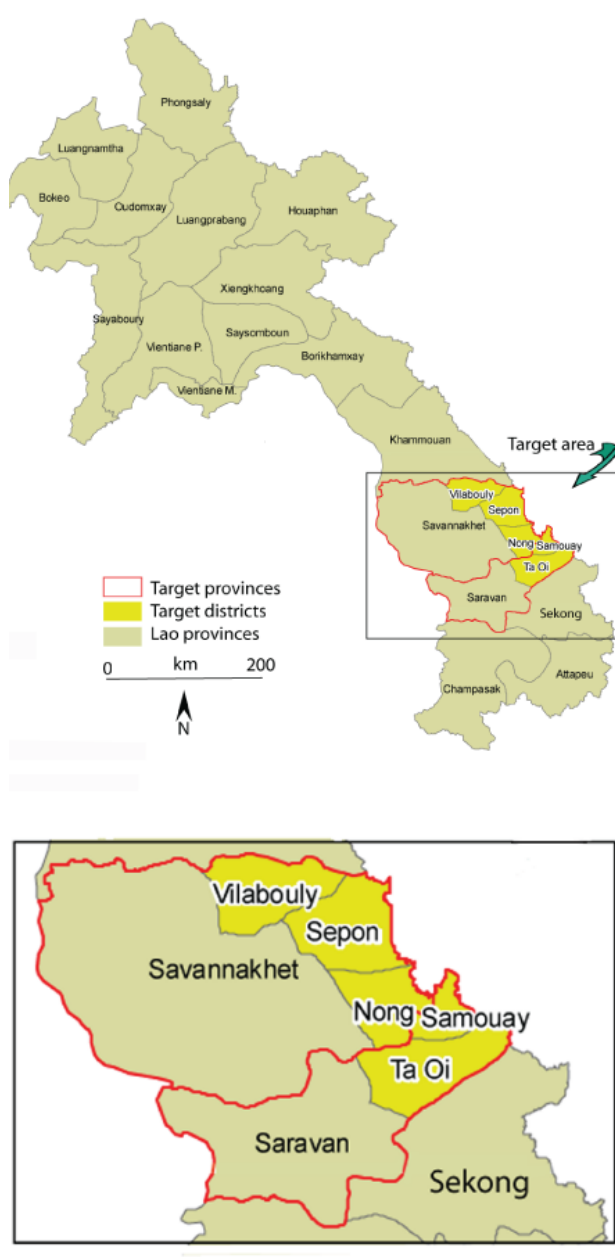 Phongsaly
Luangnamtha
Bokeo
Oudomxay
Luangprabang
Houaphan
Xiengkhoang
Sayaboury
Vientiane P.
Saysomboun
Borikhamxay
Vientiane M.
Khammouan
Target area
Vilabouly
Sepon
Savannakhet
Nong
Samouay
Ta Oi
Saravan
Sekong
Attapeu
Champasak
Target provinces
Target districts
Lao provinces
0 km 200
N
Vilabouly
Sepon
Savannakhet
Nong
Samouay
Ta Oi
Saravan
Sekong